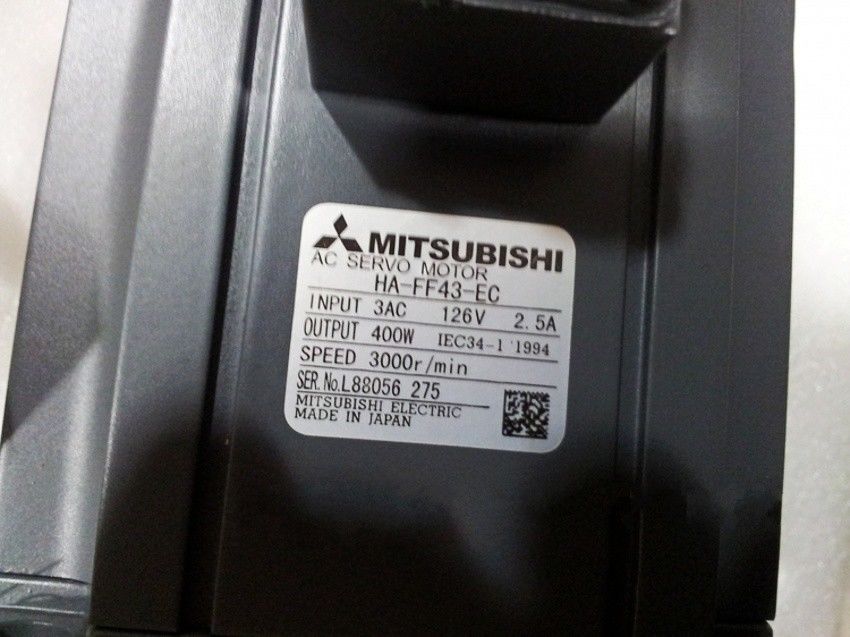 MITSUBISHI
AC SERVO MOTOR
HA-FF43-EC
INPUT 3AC 126V 2.5A
OUTPUT 400W IEC34-1 '1994
SPEED 3000r/min
SER.No.L88056 275
MITSUBISHI ELECTRIC
MADE IN JAPAN